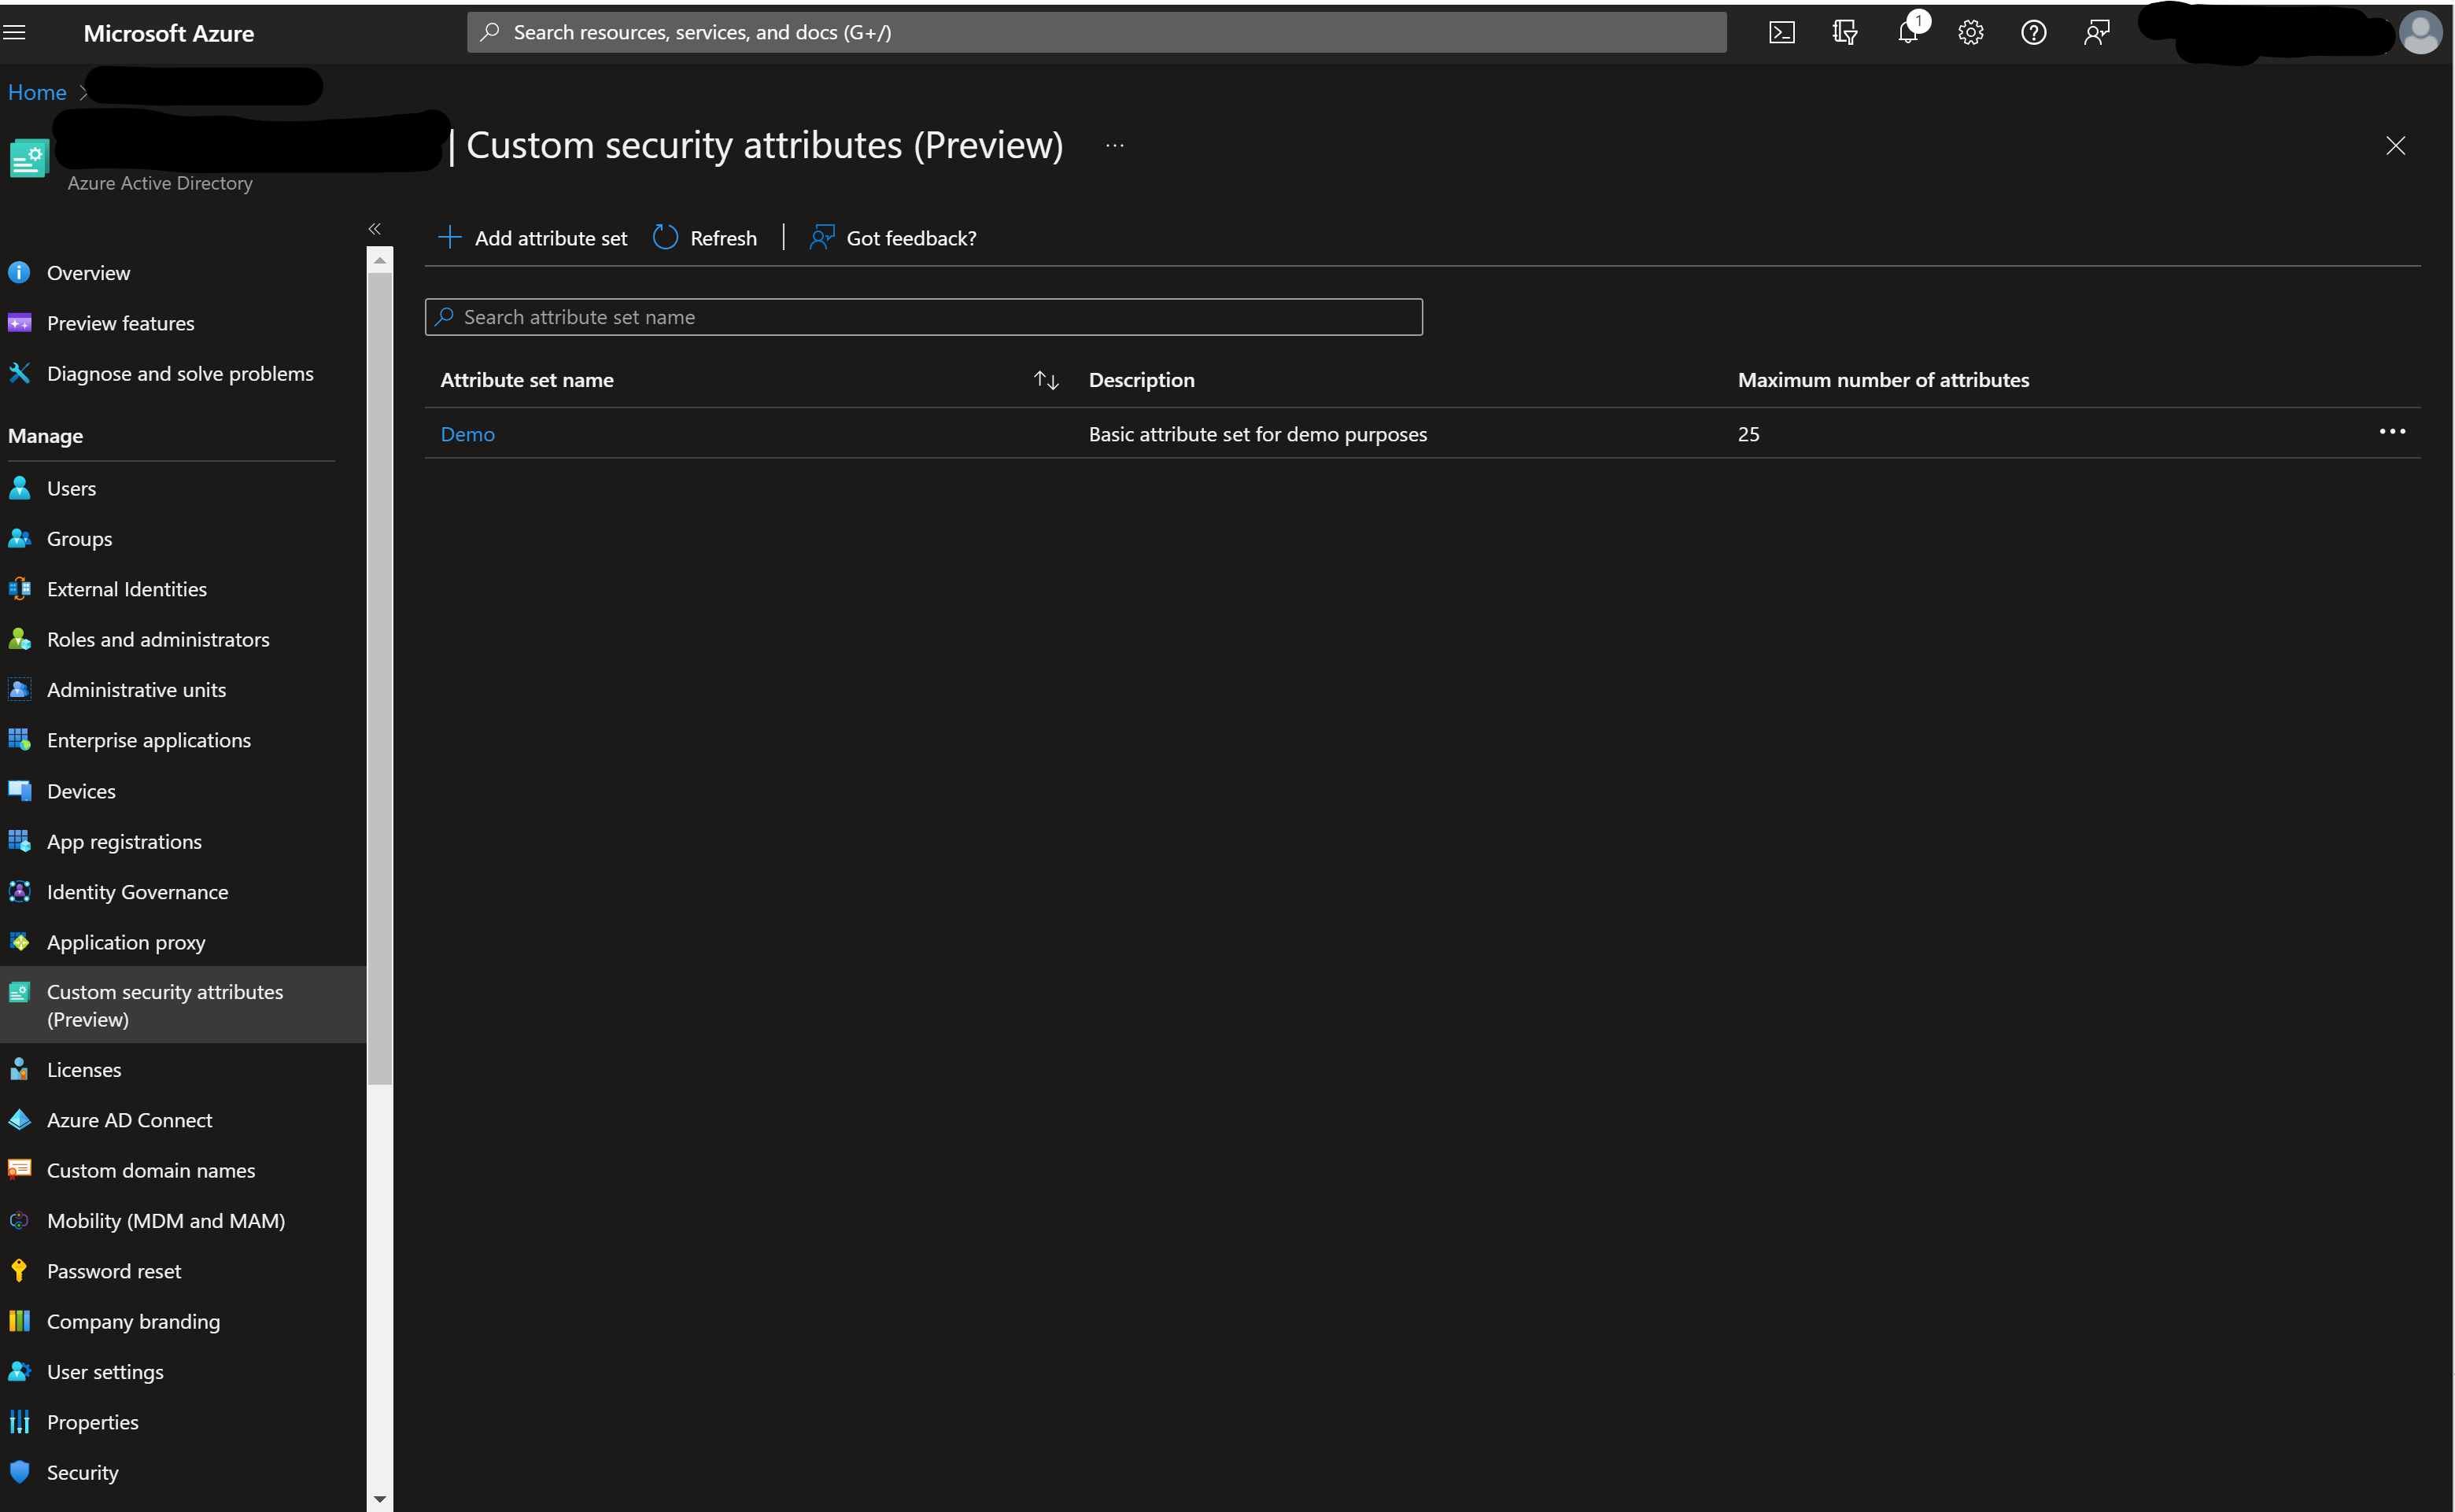 Microsoft Azure
Search resources, services, and docs (G+/)
1
Home >
| Custom security attributes (Preview) ...
Azure Active Directory
Overview
Preview features
Diagnose and solve problems
Manage
Users
Groups
External Identities
Roles and administrators
Administrative units
Enterprise applications
Devices
App registrations
Identity Governance
Application proxy
Custom security attributes
(Preview)
Licenses
Azure AD Connect
Custom domain names
Mobility (MDM and MAM)
Password reset
Company branding
User settings
Properties
Security
Add attribute set Refresh | Got feedback?
Search attribute set name
Attribute set name Description Maximum number of attributes
Demo Basic attribute set for demo purposes 25